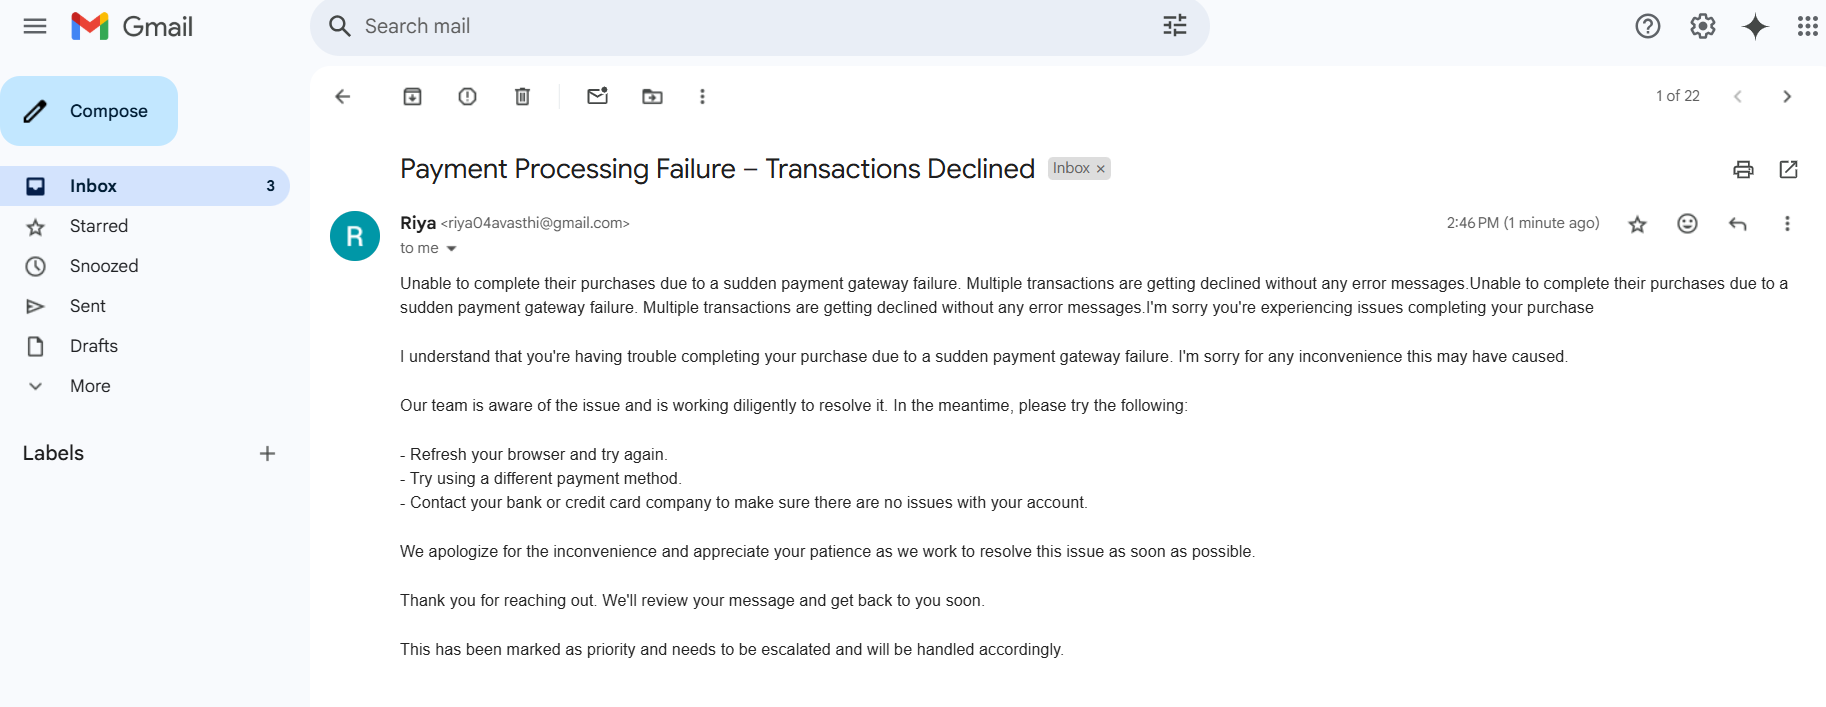 Gmail
Search mail
Compose
1 of 22
Payment Processing Failure – Transactions Declined
Inbox ×
Inbox 3
Starred
Snoozed
Sent
Drafts
More
Labels
R
Riya <riya04avasthi@gmail.com>
2:46 PM (1 minute ago)
to me
Unable to complete their purchases due to a sudden payment gateway failure. Multiple transactions are getting declined without any error messages.Unable to complete their purchases due to a
sudden payment gateway failure. Multiple transactions are getting declined without any error messages.I'm sorry you're experiencing issues completing your purchase
I understand that you're having trouble completing your purchase due to a sudden payment gateway failure. I'm sorry for any inconvenience this may have caused.
Our team is aware of the issue and is working diligently to resolve it. In the meantime, please try the following:
- Refresh your browser and try again.
- Try using a different payment method.
- Contact your bank or credit card company to make sure there are no issues with your account.
We apologize for the inconvenience and appreciate your patience as we work to resolve this issue as soon as possible.
Thank you for reaching out. We'll review your message and get back to you soon.
This has been marked as priority and needs to be escalated and will be handled accordingly.